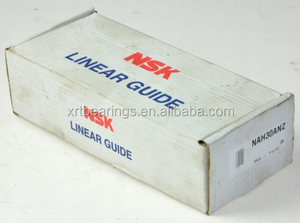 NSK
LINEAR GUIDE
NSK
LINEAR GUIDE
xrtbearings.en.alibaba.com
NAH30ANZ